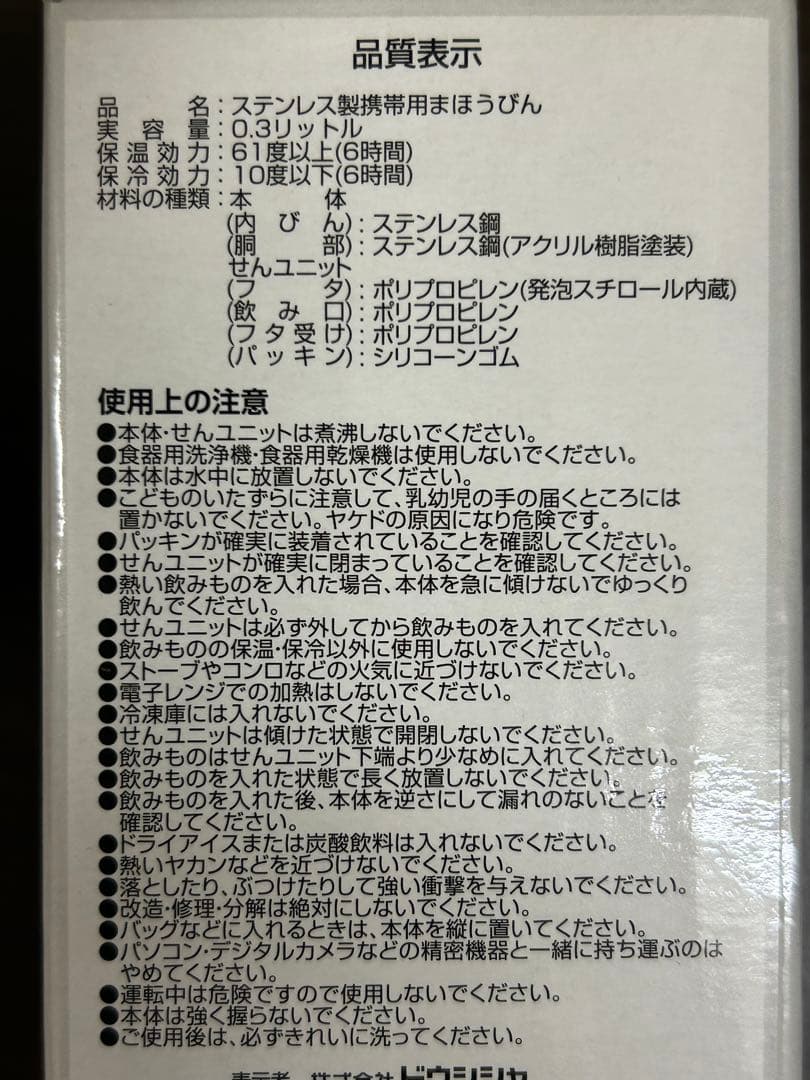 品質表示
品名：ステンレス製携帯用まほうびん
実容量：0.3リットル
保温効力：61度以上(6時間)
保冷効力：10度以下(6時間)
材料の種類：本体
(内びん)：ステンレス鋼
(胴部)：ステンレス鋼(アクリル樹脂塗装)
せんユニット
(フタ)：ポリプロピレン(発泡スチロール内蔵)
(飲み口)：ポリプロピレン
(フタ受け)：ポリプロピレン
(パッキン)：シリコーンゴム
使用上の注意
●本体・せんユニットは煮沸しないでください。
●食器用洗浄機・食器用乾燥機は使用しないでください。
●本体は水中に放置しないでください。
●こどものいたずらに注意して、乳幼児の手の届くところには
置かないでください。ヤケドの原因になり危険です。
●パッキンが確実に装着されていることを確認してください。
●せんユニットが確実に閉まっていることを確認してください。
●熱い飲みものを入れた場合、本体を急に傾けないでゆっくり
飲んでください。
●せんユニットは必ず外してから飲みものを入れてください。
●飲みものの保温・保冷以外に使用しないでください。
●ストーブやコンロなどの火気に近づけないでください。
●電子レンジでの加熱はしないでください。
●冷凍庫には入れないでください。
●せんユニットは傾けた状態で開閉しないでください。
●飲みものはせんユニット下端より少なめに入れてください。
●飲みものを入れた状態で長く放置しないでください。
●飲みものを入れた後、本体を逆さにして漏れのないことを
確認してください。
●ドライアイスまたは炭酸飲料は入れないでください。
●熱いヤカンなどを近づけないでください。
●落としたり、ぶつけたりして強い衝撃を与えないでください。
●改造・修理・分解は絶対にしないでください。
●バッグなどに入れるときは、本体を縦に置いてください。
●パソコン・デジタルカメラなどの精密機器と一緒に持ち運ぶのは
やめてください。
●運転中は危険ですので使用しないでください。
●本体は強く握らないでください。
●ご使用後は、必ずきれいに洗ってください。
表示者 株式会社ドウシシャ